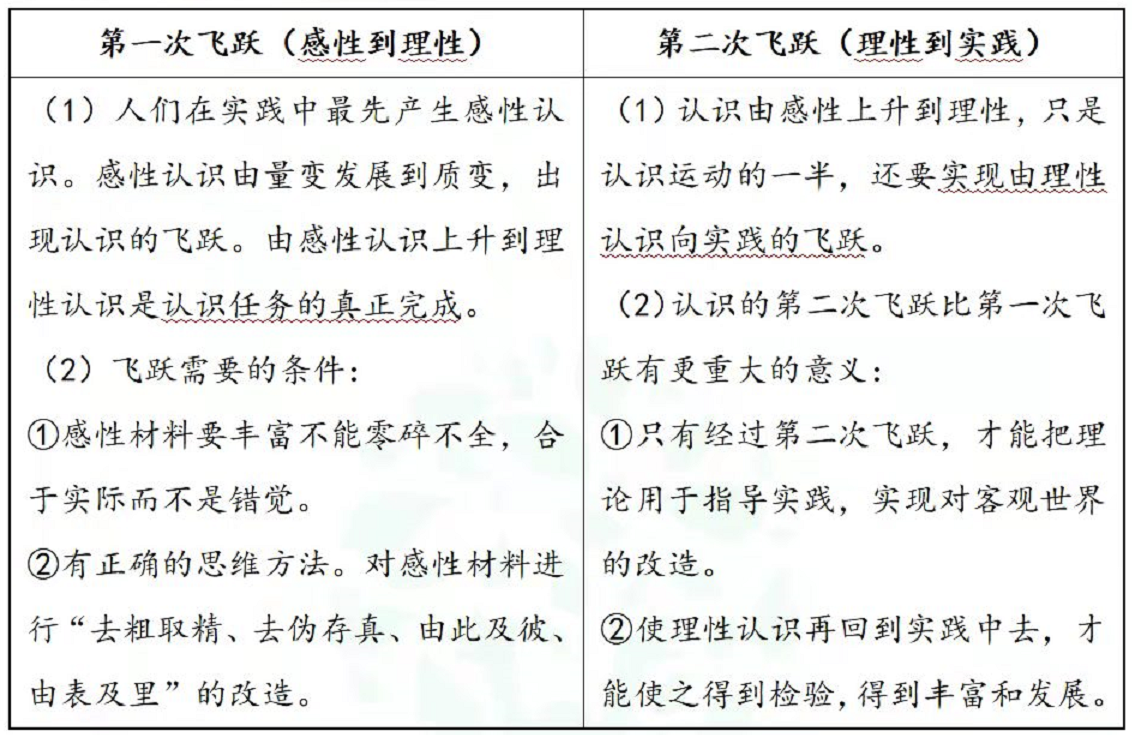 第一次飞跃（感性到理性）
（1）人们在实践中最先产生感性认
识。感性认识由量变发展到质变，出
现认识的飞跃。由感性认识上升到理
性认识是认识任务的真正完成。
（2）飞跃需要的条件：
①感性材料要丰富不能零碎不全，合
于实际而不是错觉。
②有正确的思维方法。对感性材料进
行“去粗取精、去伪存真、由此及彼、
由表及里”的改造。
第二次飞跃（理性到实践）
（1）认识由感性上升到理性，只是
认识运动的一半，还要实现由理性
认识向实践的飞跃。
（2）认识的第二次飞跃比第一次飞
跃有更重大的意义：
①只有经过第二次飞跃，才能把理
论用于指导实践，实现对客观世界
的改造。
②使理性认识再回到实践中去，才
能使之得到检验，得到丰富和发展。